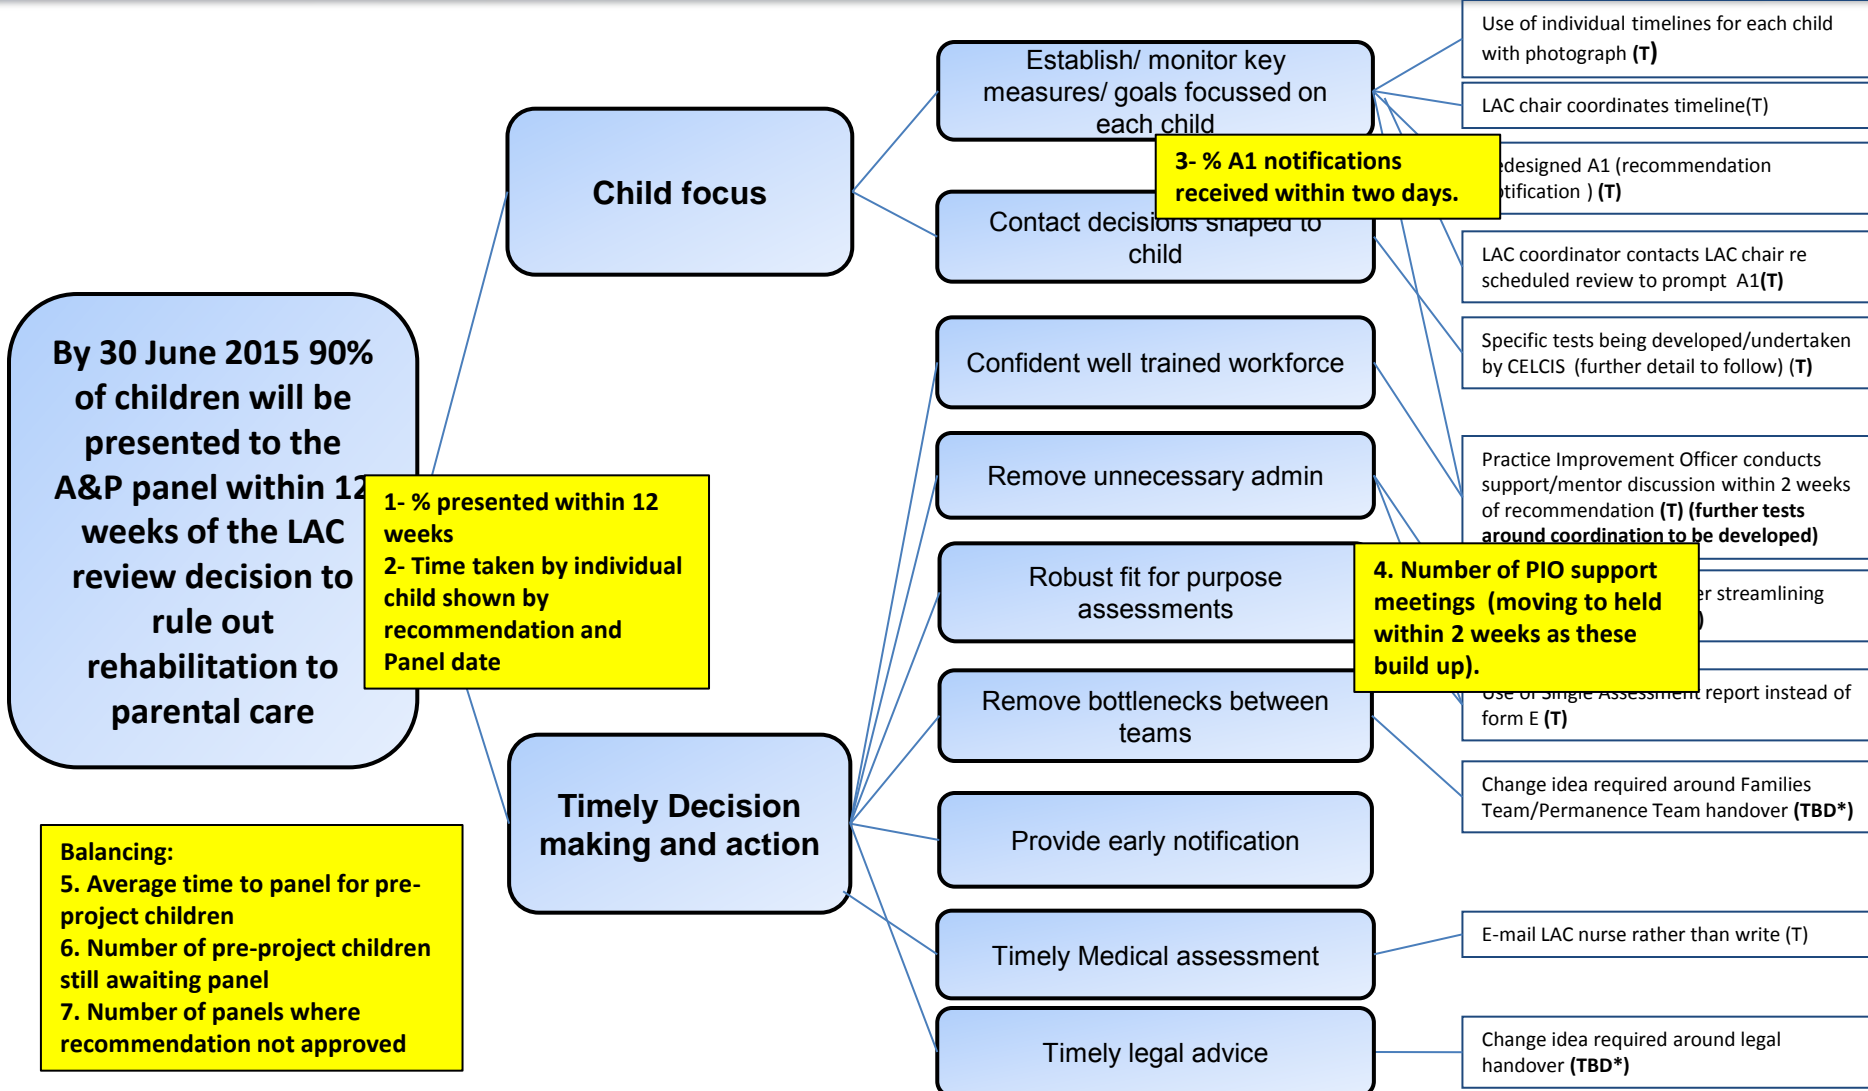 By 30 June 2015 90%
of children will be
presented to the
A&P panel within 12
weeks of the LAC
review decision to
rule out
rehabilitation to
parental care
1- % presented within 12
weeks
2- Time taken by individual
child shown by
recommendation and
Panel date
Balancing:
5. Average time to panel for pre-
project children
6. Number of pre-project children
still awaiting panel
7. Number of panels where
recommendation not approved
Child focus
Timely Decision
making and action
Establish/ monitor key
measures/ goals focussed on
each child
3- % A1 notifications
received within two days.
Contact decisions shaped to
child
Confident well trained workforce
Remove unnecessary admin
Robust fit for purpose
assessments
Remove bottlenecks between
teams
Provide early notification
Timely Medical assessment
Timely legal advice
Use of individual timelines for each child
with photograph (T)
LAC chair coordinates timeline(T)
edesigned A1 (recommendation
otification ) (T)
LAC coordinator contacts LAC chair re
scheduled review to prompt A1(T)
Specific tests being developed/undertaken
by CELCIS (further detail to follow) (T)
Practice Improvement Officer conducts
support/mentor discussion within 2 weeks
of recommendation (T) (further tests
around coordination to be developed)
4. Number of PIO support
meetings (moving to held
within 2 weeks as these
build up).
er streamlining
)
Use of Single Assessment report instead of
form E (T)
Change idea required around Families
Team/Permanence Team handover (TBD*)
E-mail LAC nurse rather than write (T)
Change idea required around legal
handover (TBD*)